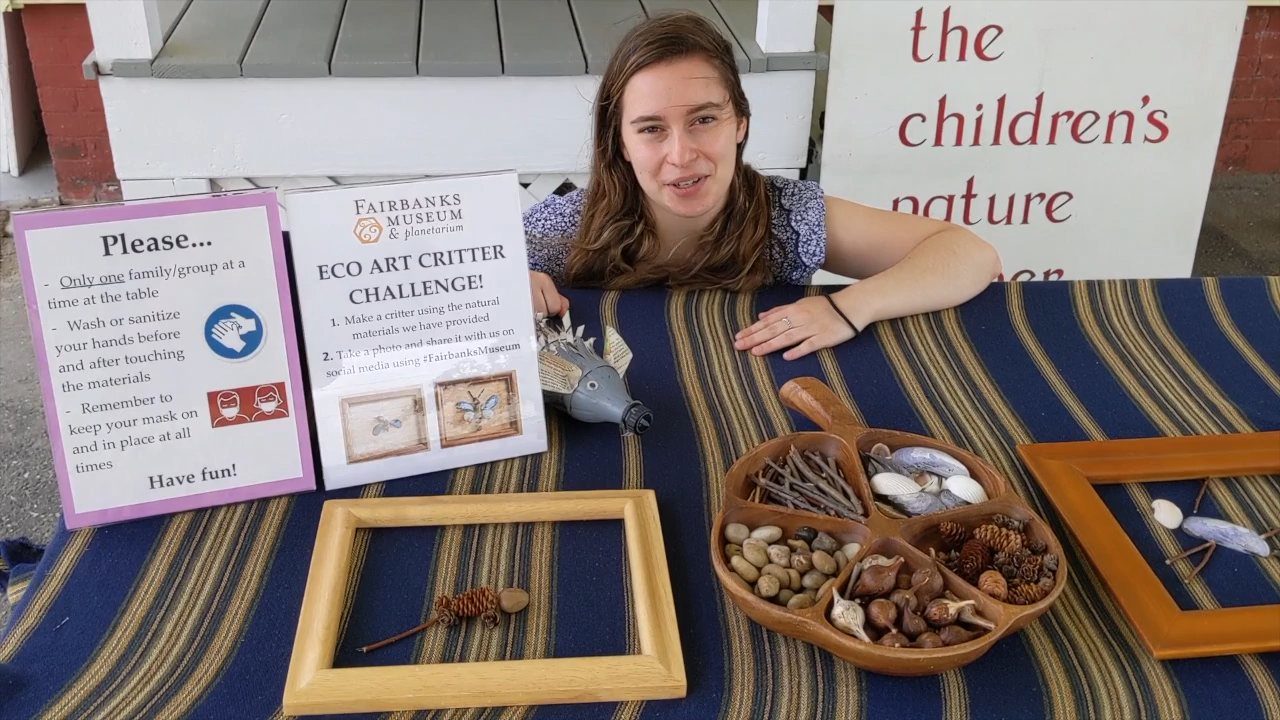 Please...
- Only one family/group at a
time at the table
- Wash or sanitize
your hands before
and after touching
the materials
- Remember to
keep your mask on
and in place at all
times
Have fun!
FAIRBANKS
MUSEUM
& planetarium
ECO ART CRITTER
CHALLENGE!
1. Make a critter using the natural
materials we have provided
2. Take a photo and share it with us on
social media using #FairbanksMuseum
the
children's
nature